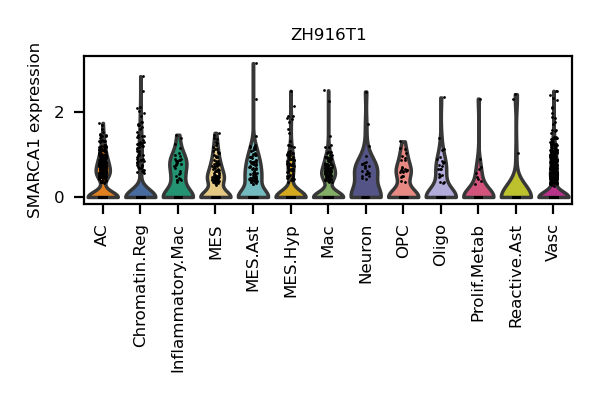 ZH916T1
SMARCA1 expression
2
0
AC
Chromatin.Reg
Inflammatory.Mac
MES
MES.Ast
MES.Hyp
Mac
Neuron
OPC
Oligo
Prolif.Metab
Reactive.Ast
Vasc